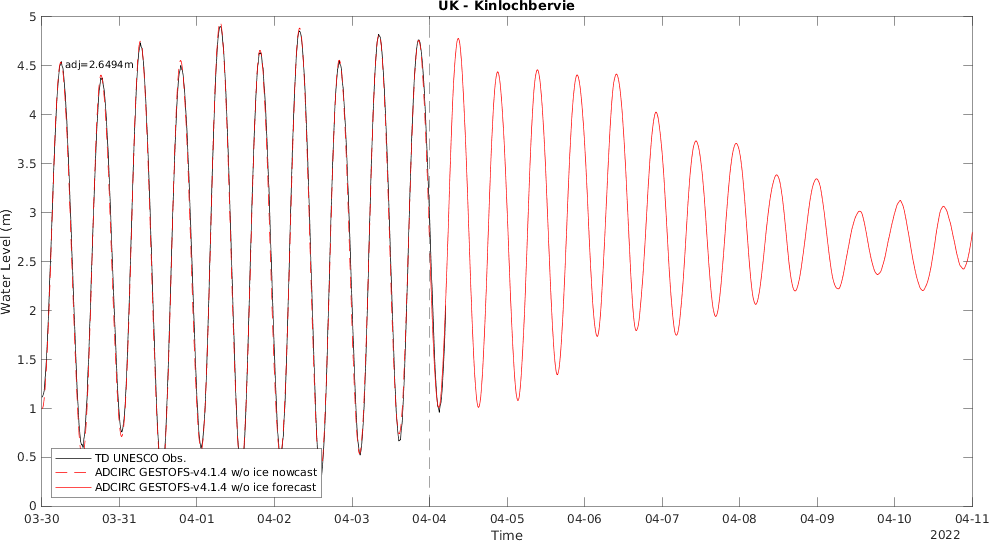 UK - Kinlochbervie
5
4.5
4
3.5
3
2.5
2
1.5
1
0.5
0
Water Level (m)
adj=2.6494m
TD UNESCO Obs.
ADCIRC GESTOFS-v4.1.4 w/o ice nowcast
ADCIRC GESTOFS-v4.1.4 w/o ice forecast
03-30 03-31 04-01 04-02 04-03 04-04 04-05 04-06 04-07 04-08 04-09 04-10 04-11
Time
2022